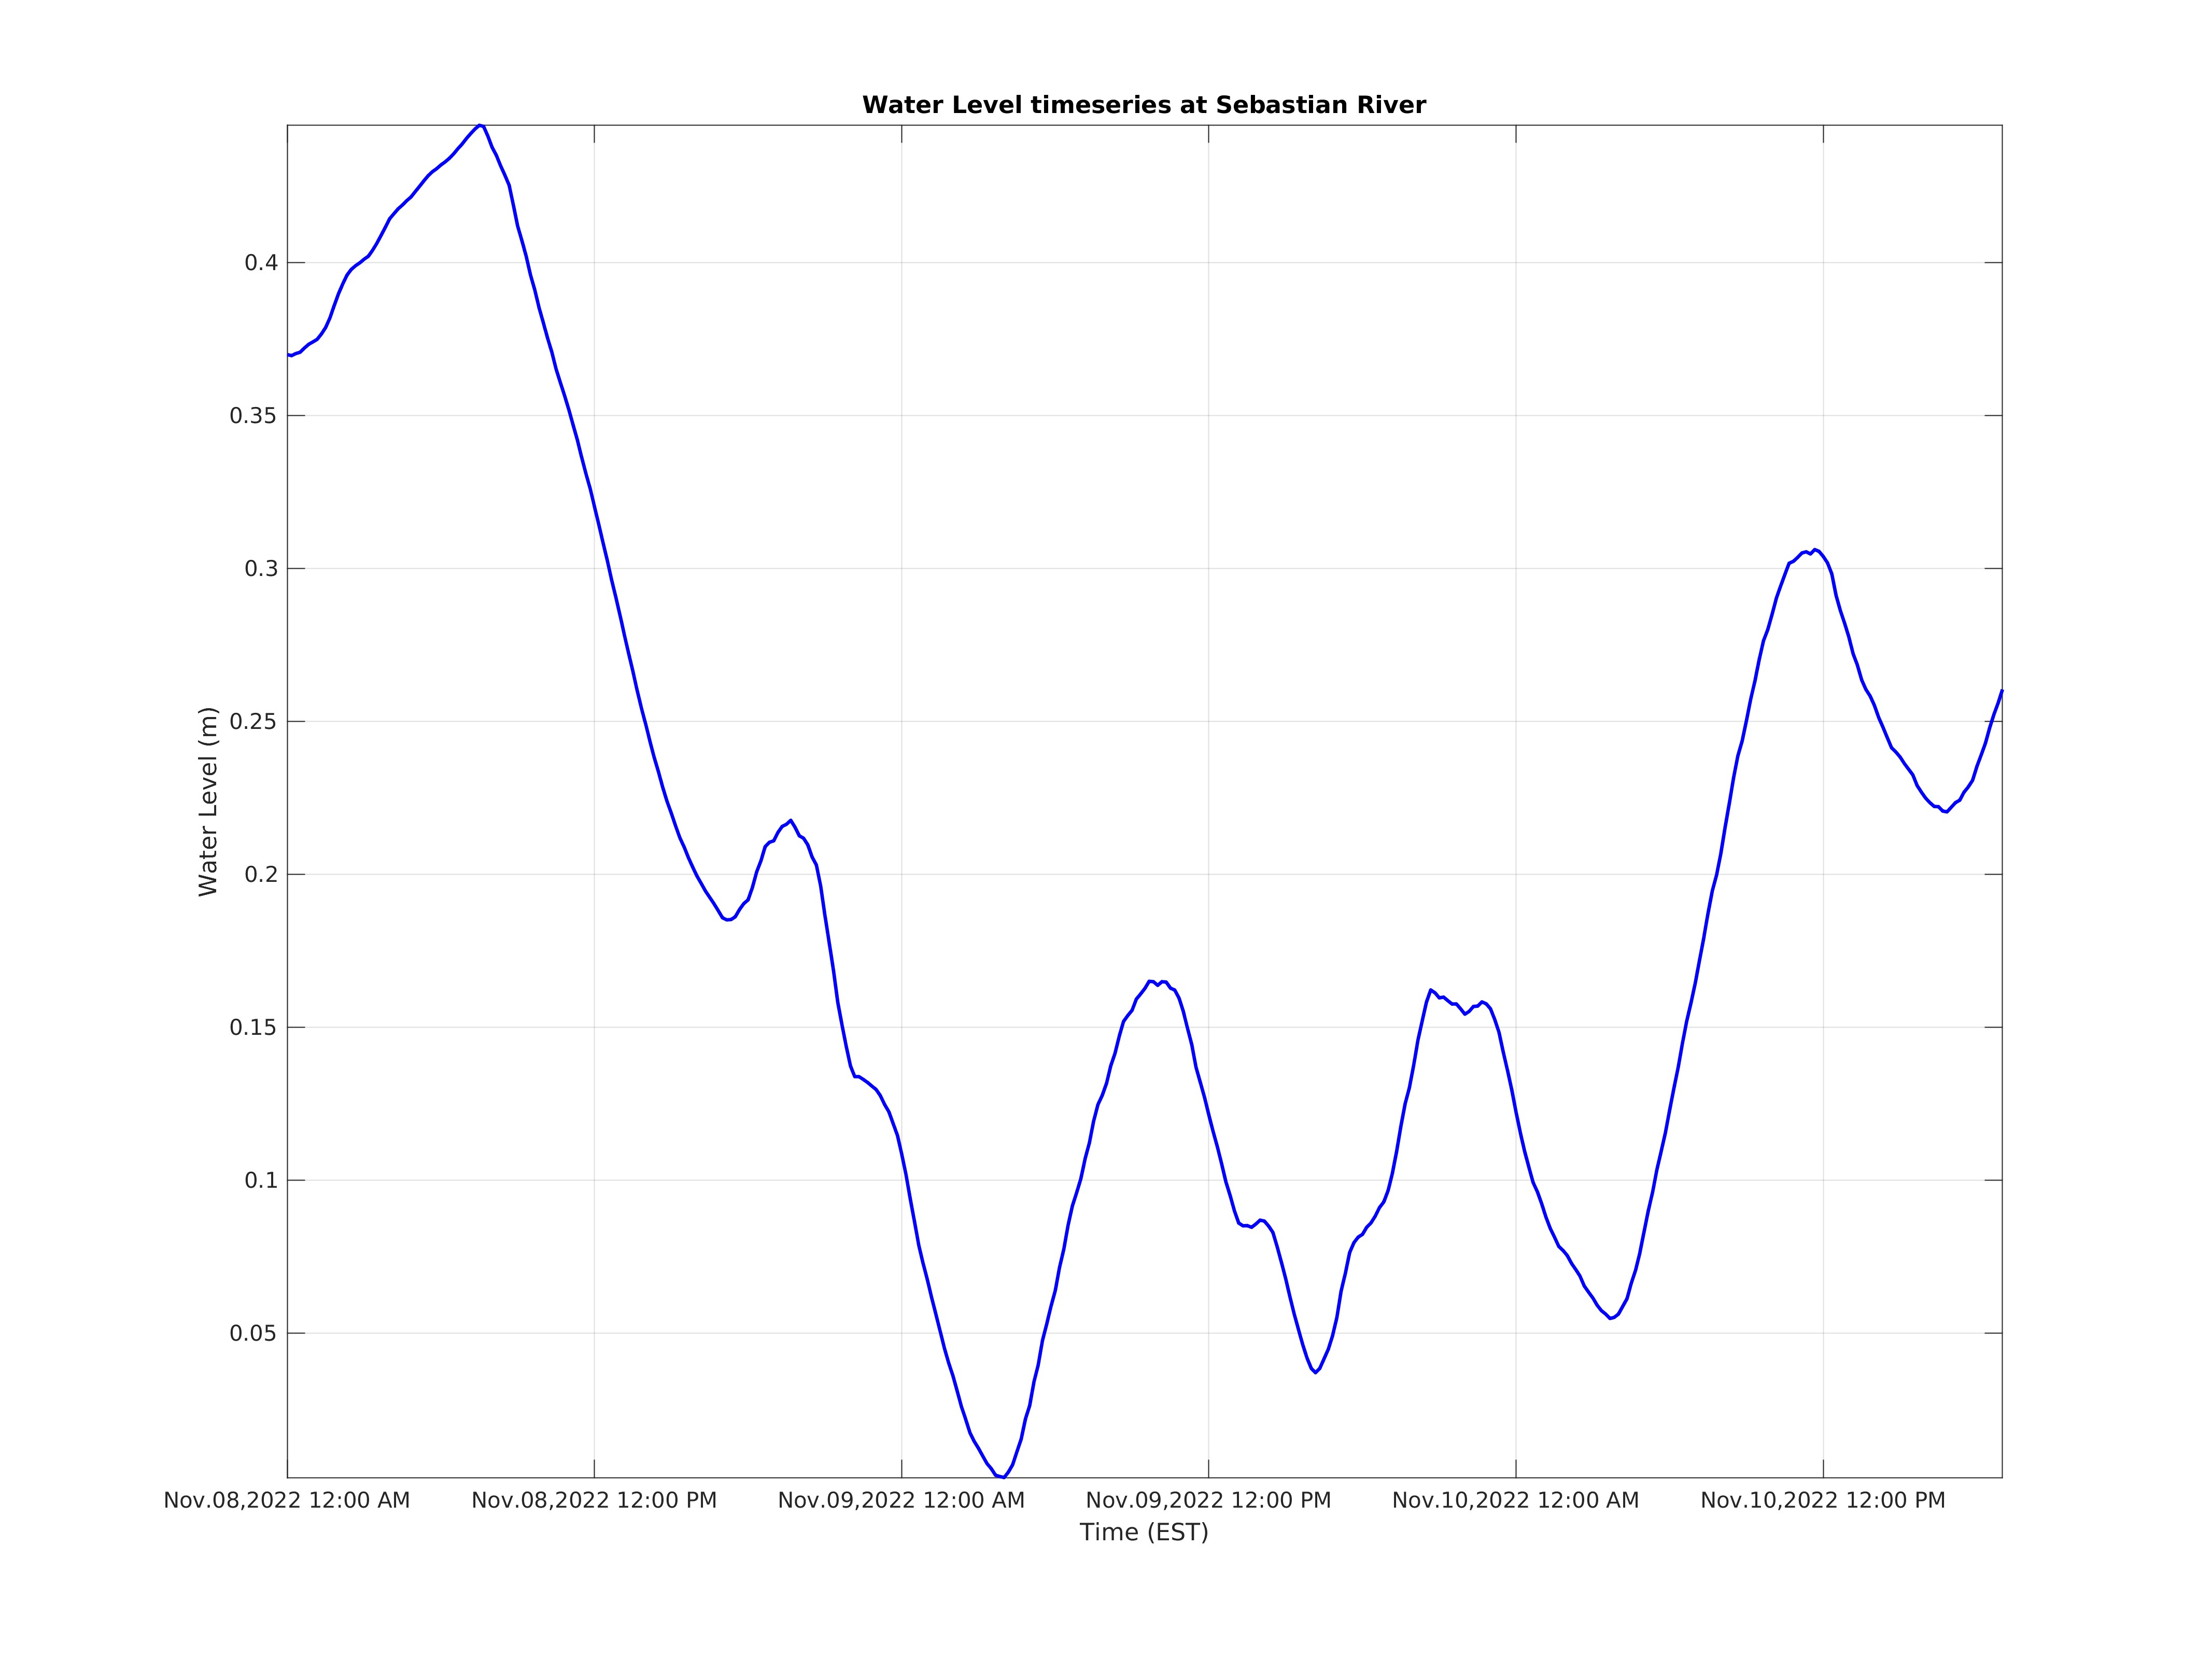 Water Level timeseries at Sebastian River
Water Level (m)
0.4
0.35
0.3
0.25
0.2
0.15
0.1
0.05
Nov.08,2022 12:00 AM
Nov.08,2022 12:00 PM
Nov.09,2022 12:00 AM
Nov.09,2022 12:00 PM
Nov.10,2022 12:00 AM
Nov.10,2022 12:00 PM
Time (EST)